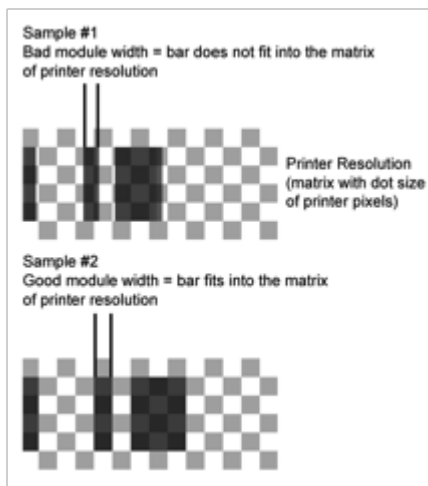 Sample #1
Bad module width = bar does not fit into the matrix
of printer resolution
Printer Resolution
(matrix with dot size
of printer pixels)
Sample #2
Good module width = bar fits into the matrix
of printer resolution